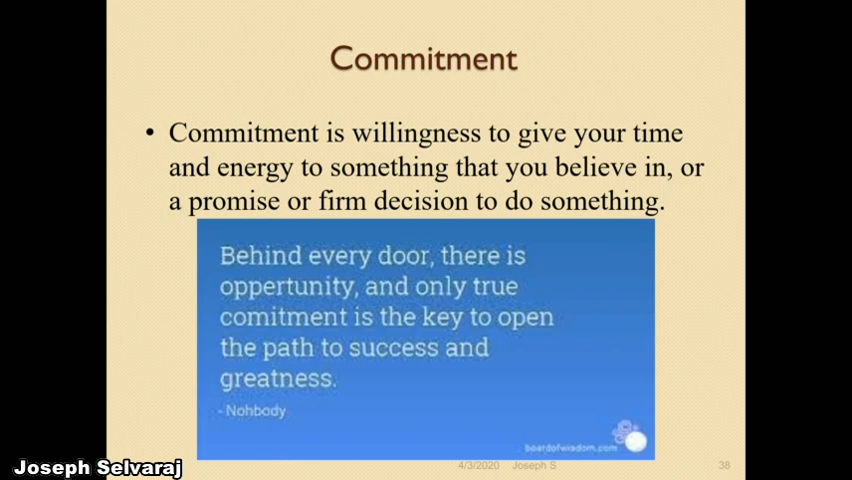 Commitment
• Commitment is willingness to give your time
and energy to something that you believe in, or
a promise or firm decision to do something.
Behind every door, there is
oppertunity, and only true
comitment is the key to open
the path to success and
greatness.
- Nohbody
boardofwisdom.com
4/3/2020 Joseph S 38
Joseph Selvaraj